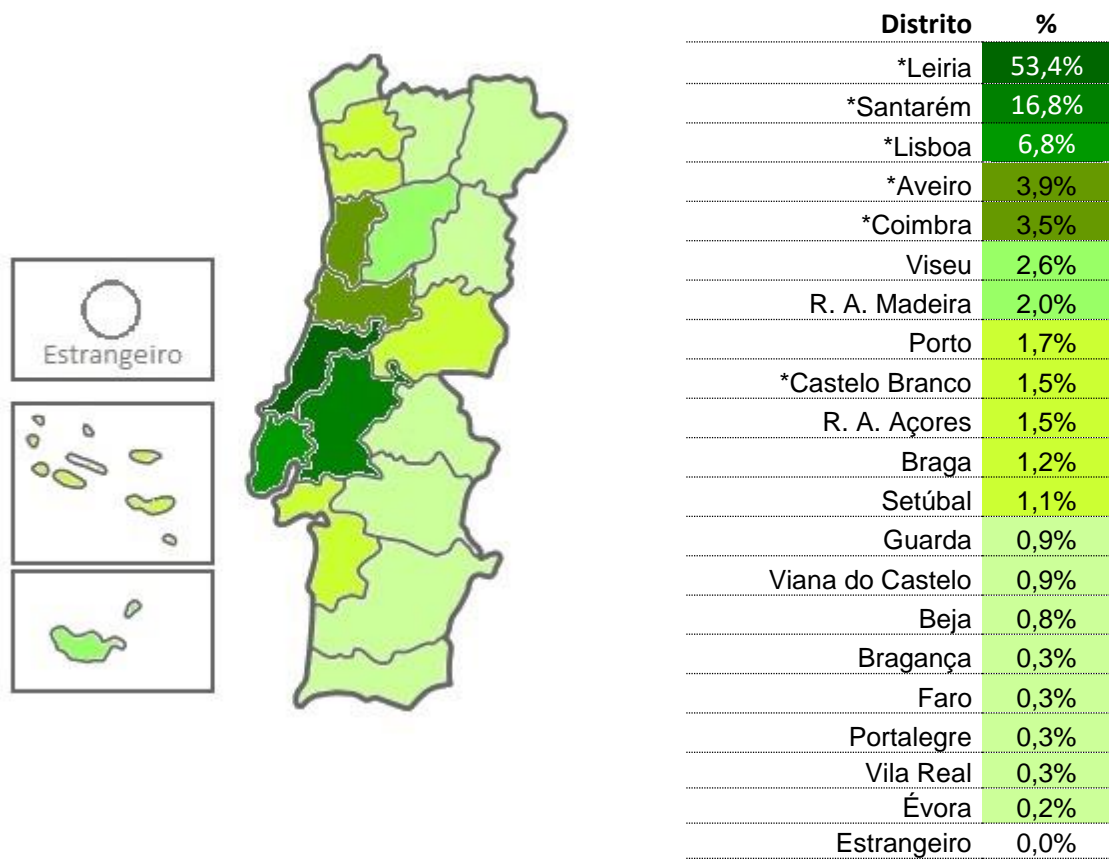 Distrito %
*Leiria 53,4%
*Santarém 16,8%
*Lisboa 6,8%
*Aveiro 3,9%
*Coimbra 3,5%
Viseu 2,6%
R. A. Madeira 2,0%
Porto 1,7%
*Castelo Branco 1,5%
R. A. Açores 1,5%
Braga 1,2%
Setúbal 1,1%
Guarda 0,9%
Viana do Castelo 0,9%
Beja 0,8%
Bragança 0,3%
Faro 0,3%
Portalegre 0,3%
Vila Real 0,3%
Évora 0,2%
Estrangeiro 0,0%
Estrangeiro